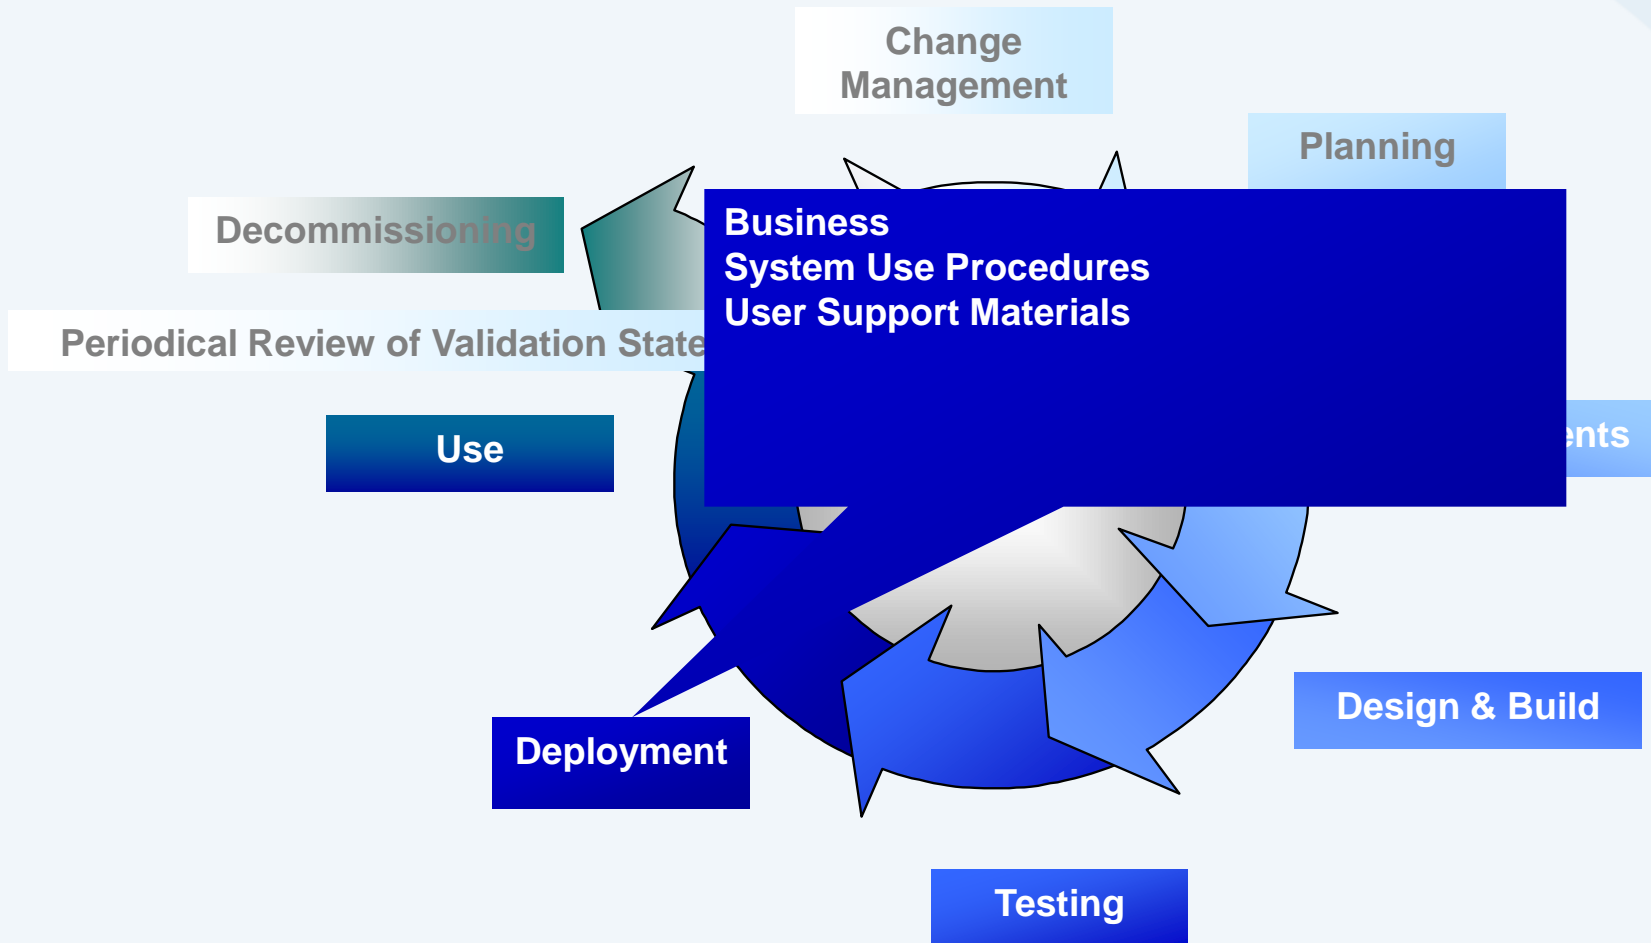 Change
Management
Planning
Decommissioning
Business
System Use Procedures
User Support Materials
Periodical Review of Validation State
ents
Use
Design & Build
Deployment
Testing